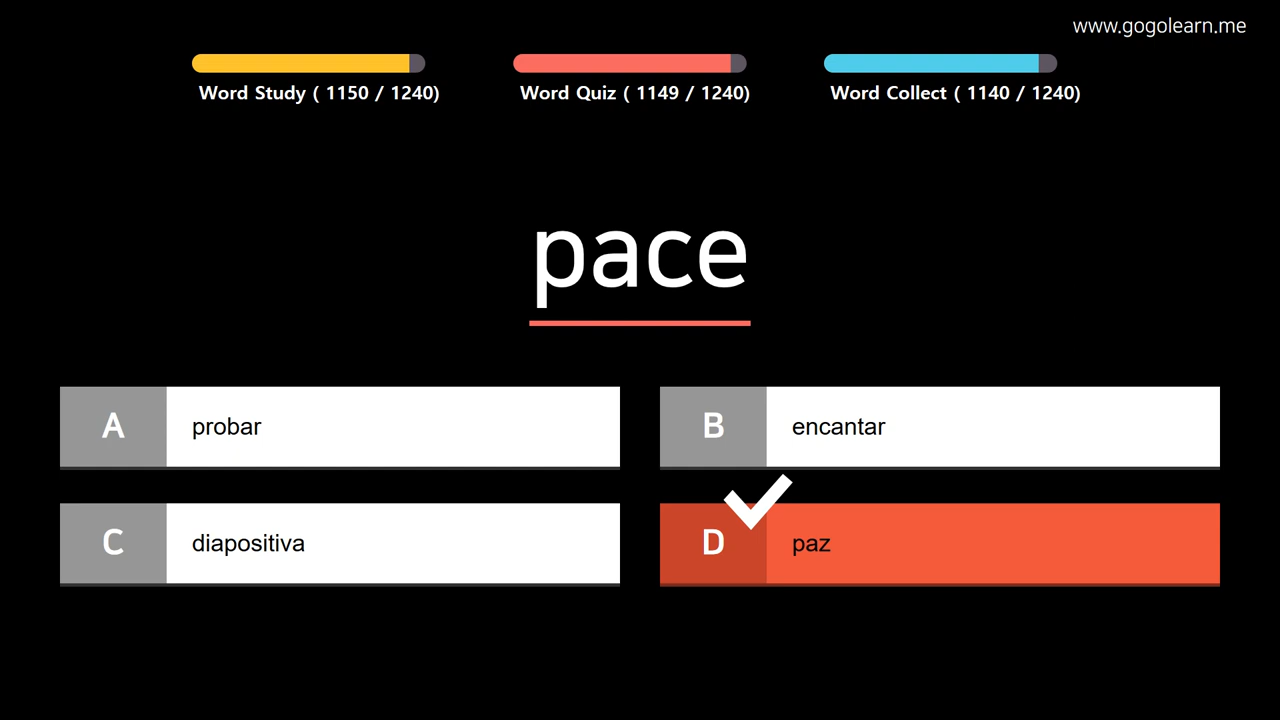 www.gogolearn.me
Word Study ( 1150 / 1240)
Word Quiz ( 1149 / 1240)
Word Collect ( 1140 / 1240)
pace
A
probar
B
encantar
C
diapositiva
D
paz